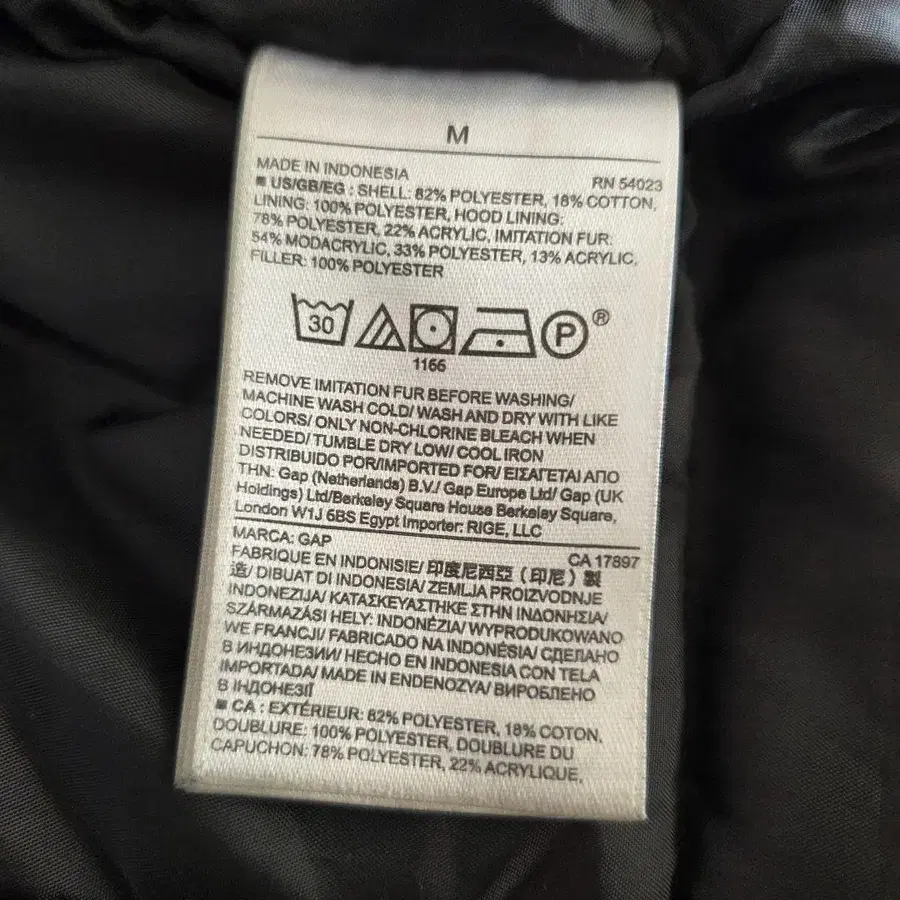 M
MADE IN INDONESIA
RN 54023
■ US/GB/EG : SHELL: 82% POLYESTER, 18% COTTON,
LINING: 100% POLYESTER, HOOD LINING:
78% POLYESTER, 22% ACRYLIC, IMITATION FUR:
54% MODACRYLIC, 33% POLYESTER, 13% ACRYLIC,
FILLER: 100% POLYESTER
30
P ®
1166
REMOVE IMITATION FUR BEFORE WASHING/
MACHINE WASH COLD/ WASH AND DRY WITH LIKE
COLORS/ ONLY NON-CHLORINE BLEACH WHEN
NEEDED/ TUMBLE DRY LOW/ COOL IRON
DISTRIBUIDO POR/IMPORTED FOR/ ΕΙΣΑΓΕΤΑΙ ΑΠΟ
THN: Gap (Netherlands) B.V./ Gap Europe Ltd/ Gap (UK
Holdings) Ltd/Berkeley Square House Berkeley Square,
London W1J 6BS Egypt Importer: RIGE, LLC
MARCA: GAP
CA 17897
FABRIQUE EN INDONISIE/ 印度尼西亞 (印尼) 製
造/ DIBUAT DI INDONESIA/ ZEMLJA PROIZVODNJE
INDONEZIJA/ ΚΑΤΑΣΚΕΥΑΣΤΗΚΕ ΣΤΗΝ ΙΝΔΟΝΗΣΙΑ/
SZÁRMAZÁSI HELY: INDONÉZIA/ WYPRODUKOWANO
WE FRANCJI/ FABRICADO NA INDONÉSIA/ СДЕЛАНО
В ИНДОНЕЗИИ/ HECHO EN INDONESIA CON TELA
IMPORTADA/ MADE IN ENDENOZYA/ ВИРОБЛЕНО
В ІНДОНЕЗІЇ
■ CA : EXTÉRIEUR: 82% POLYESTER, 18% COTON,
DOUBLURE: 100% POLYESTER, DOUBLURE DU
CAPUCHON: 78% POLYESTER, 22% ACRYLIQUE,